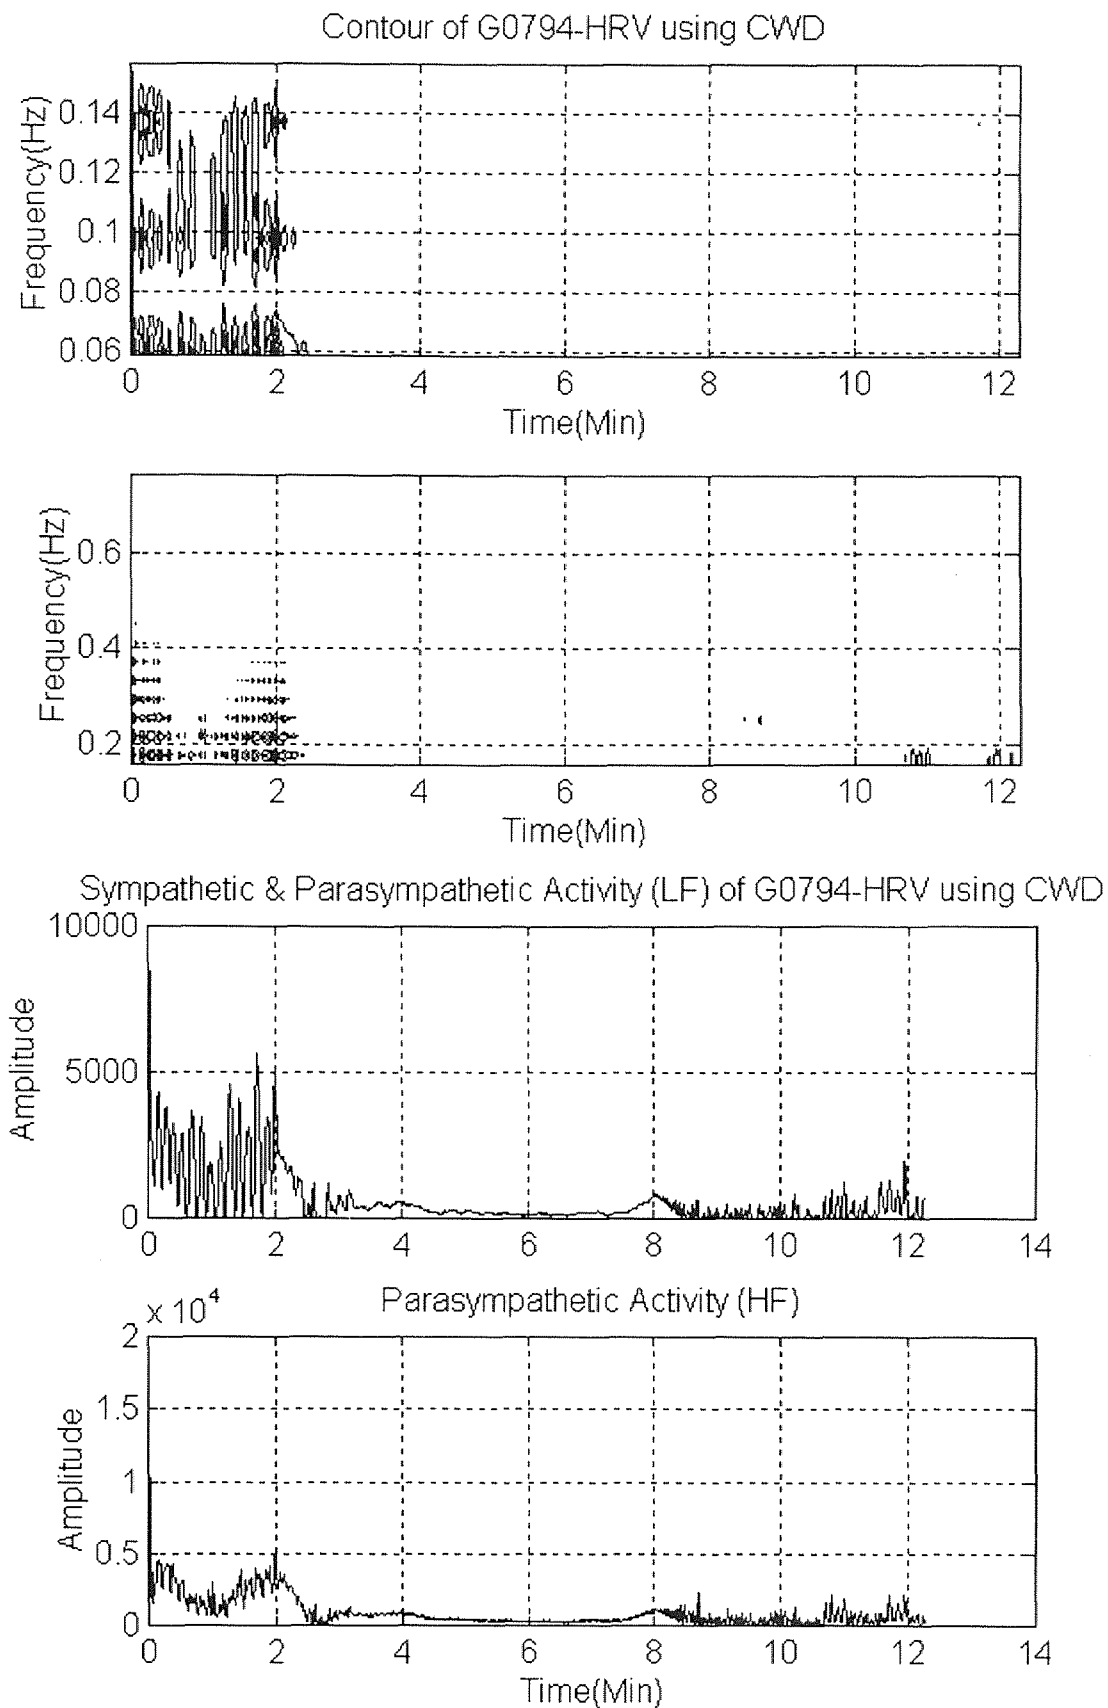 Contour of G0794-HRV using CWD
Frequency(Hz)
0.14
0.12
0.1
0.08
0.06
0 2 4 6 8 10 12
Time(Min)
Frequency(Hz)
0.6
0.4
0.2
0 2 4 6 8 10 12
Time(Min)
Sympathetic & Parasympathetic Activity (LF) of G0794-HRV using CWD
Amplitude
10000
5000
0
0 2 4 6 8 10 12 14
Parasympathetic Activity (HF)
x 10^4
Amplitude
2
1.5
1
0.5
0
0 2 4 6 8 10 12 14
Time(Min)